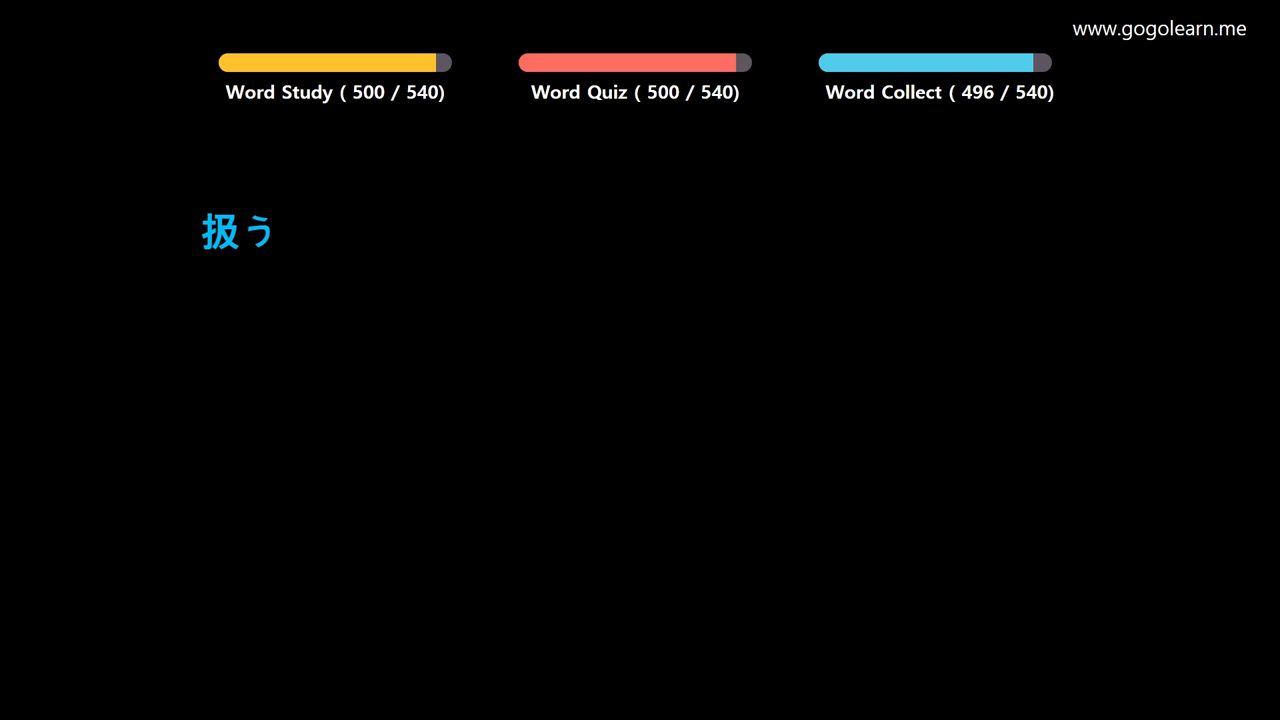 www.gogolearn.me
Word Study ( 500 / 540)
Word Quiz ( 500 / 540)
Word Collect ( 496 / 540)
扱う